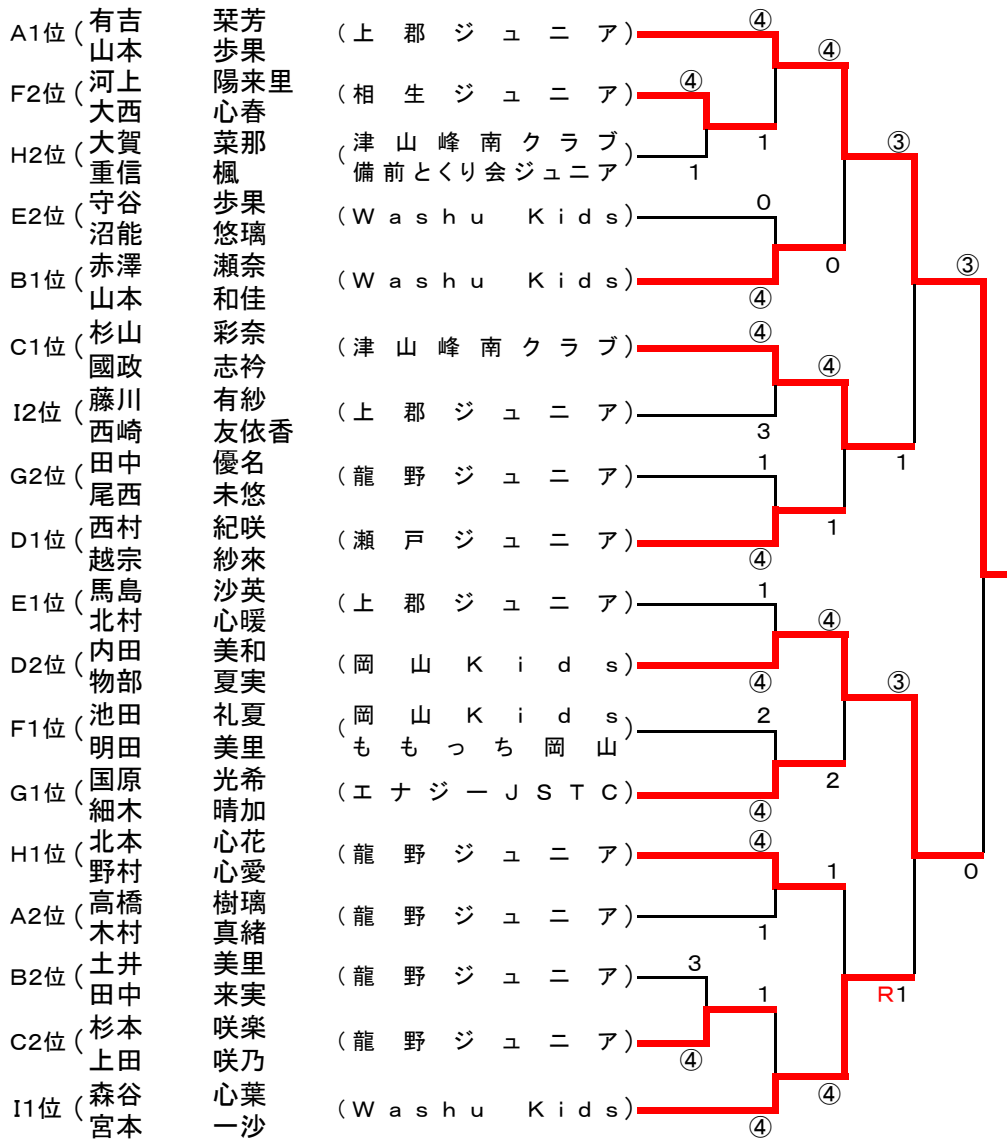 有吉 栞芳
A1位 ( (上郡ジュニア) ④ ④
山本 歩果
河上 陽来里 ④
F2位 ( (相生ジュニア)
大西 心春 1 ③
大賀 菜那 津山峰南クラブ
H2位 ( (
重信 楓 備前とくり会ジュニア 1
守谷 歩果 0
E2位 ( (Washu Kids)
沼能 悠璃 0
赤澤 瀬奈 ③
B1位 ( (Washu Kids)
山本 和佳 ④
杉山 彩奈 ④
C1位 ( (津山峰南クラブ) ④
國政 志衿
藤川 有紗
I2位 ( (上郡ジュニア)
西崎 友依香 3
田中 優名 1 1
G2位 ( (龍野ジュニア)
尾西 未悠 1
西村 紀咲
D1位 ( (瀬戸ジュニア)
越宗 紗來 ④
馬島 沙英 1
E1位 ( (上郡ジュニア) ④
北村 心暖
内田 美和
D2位 ( (岡山Kids)
物部 夏実 ④ ③
池田 礼夏 岡山Kids 2
F1位 ( (
明田 美里 ももっち岡山
国原 光希 2
G1位 ( (エナジーJSTC)
細木 晴加 ④
北本 心花 ④
H1位 ( (龍野ジュニア) 1 0
野村 心愛
高橋 樹璃
A2位 ( (龍野ジュニア)
木村 真緒 1
土井 美里 3
B2位 ( (龍野ジュニア) 1 R1
田中 来実
杉本 咲楽
C2位 ( (龍野ジュニア)
上田 咲乃 ④
森谷 心葉 ④
I1位 ( (Washu Kids)
宮本 一沙 ④